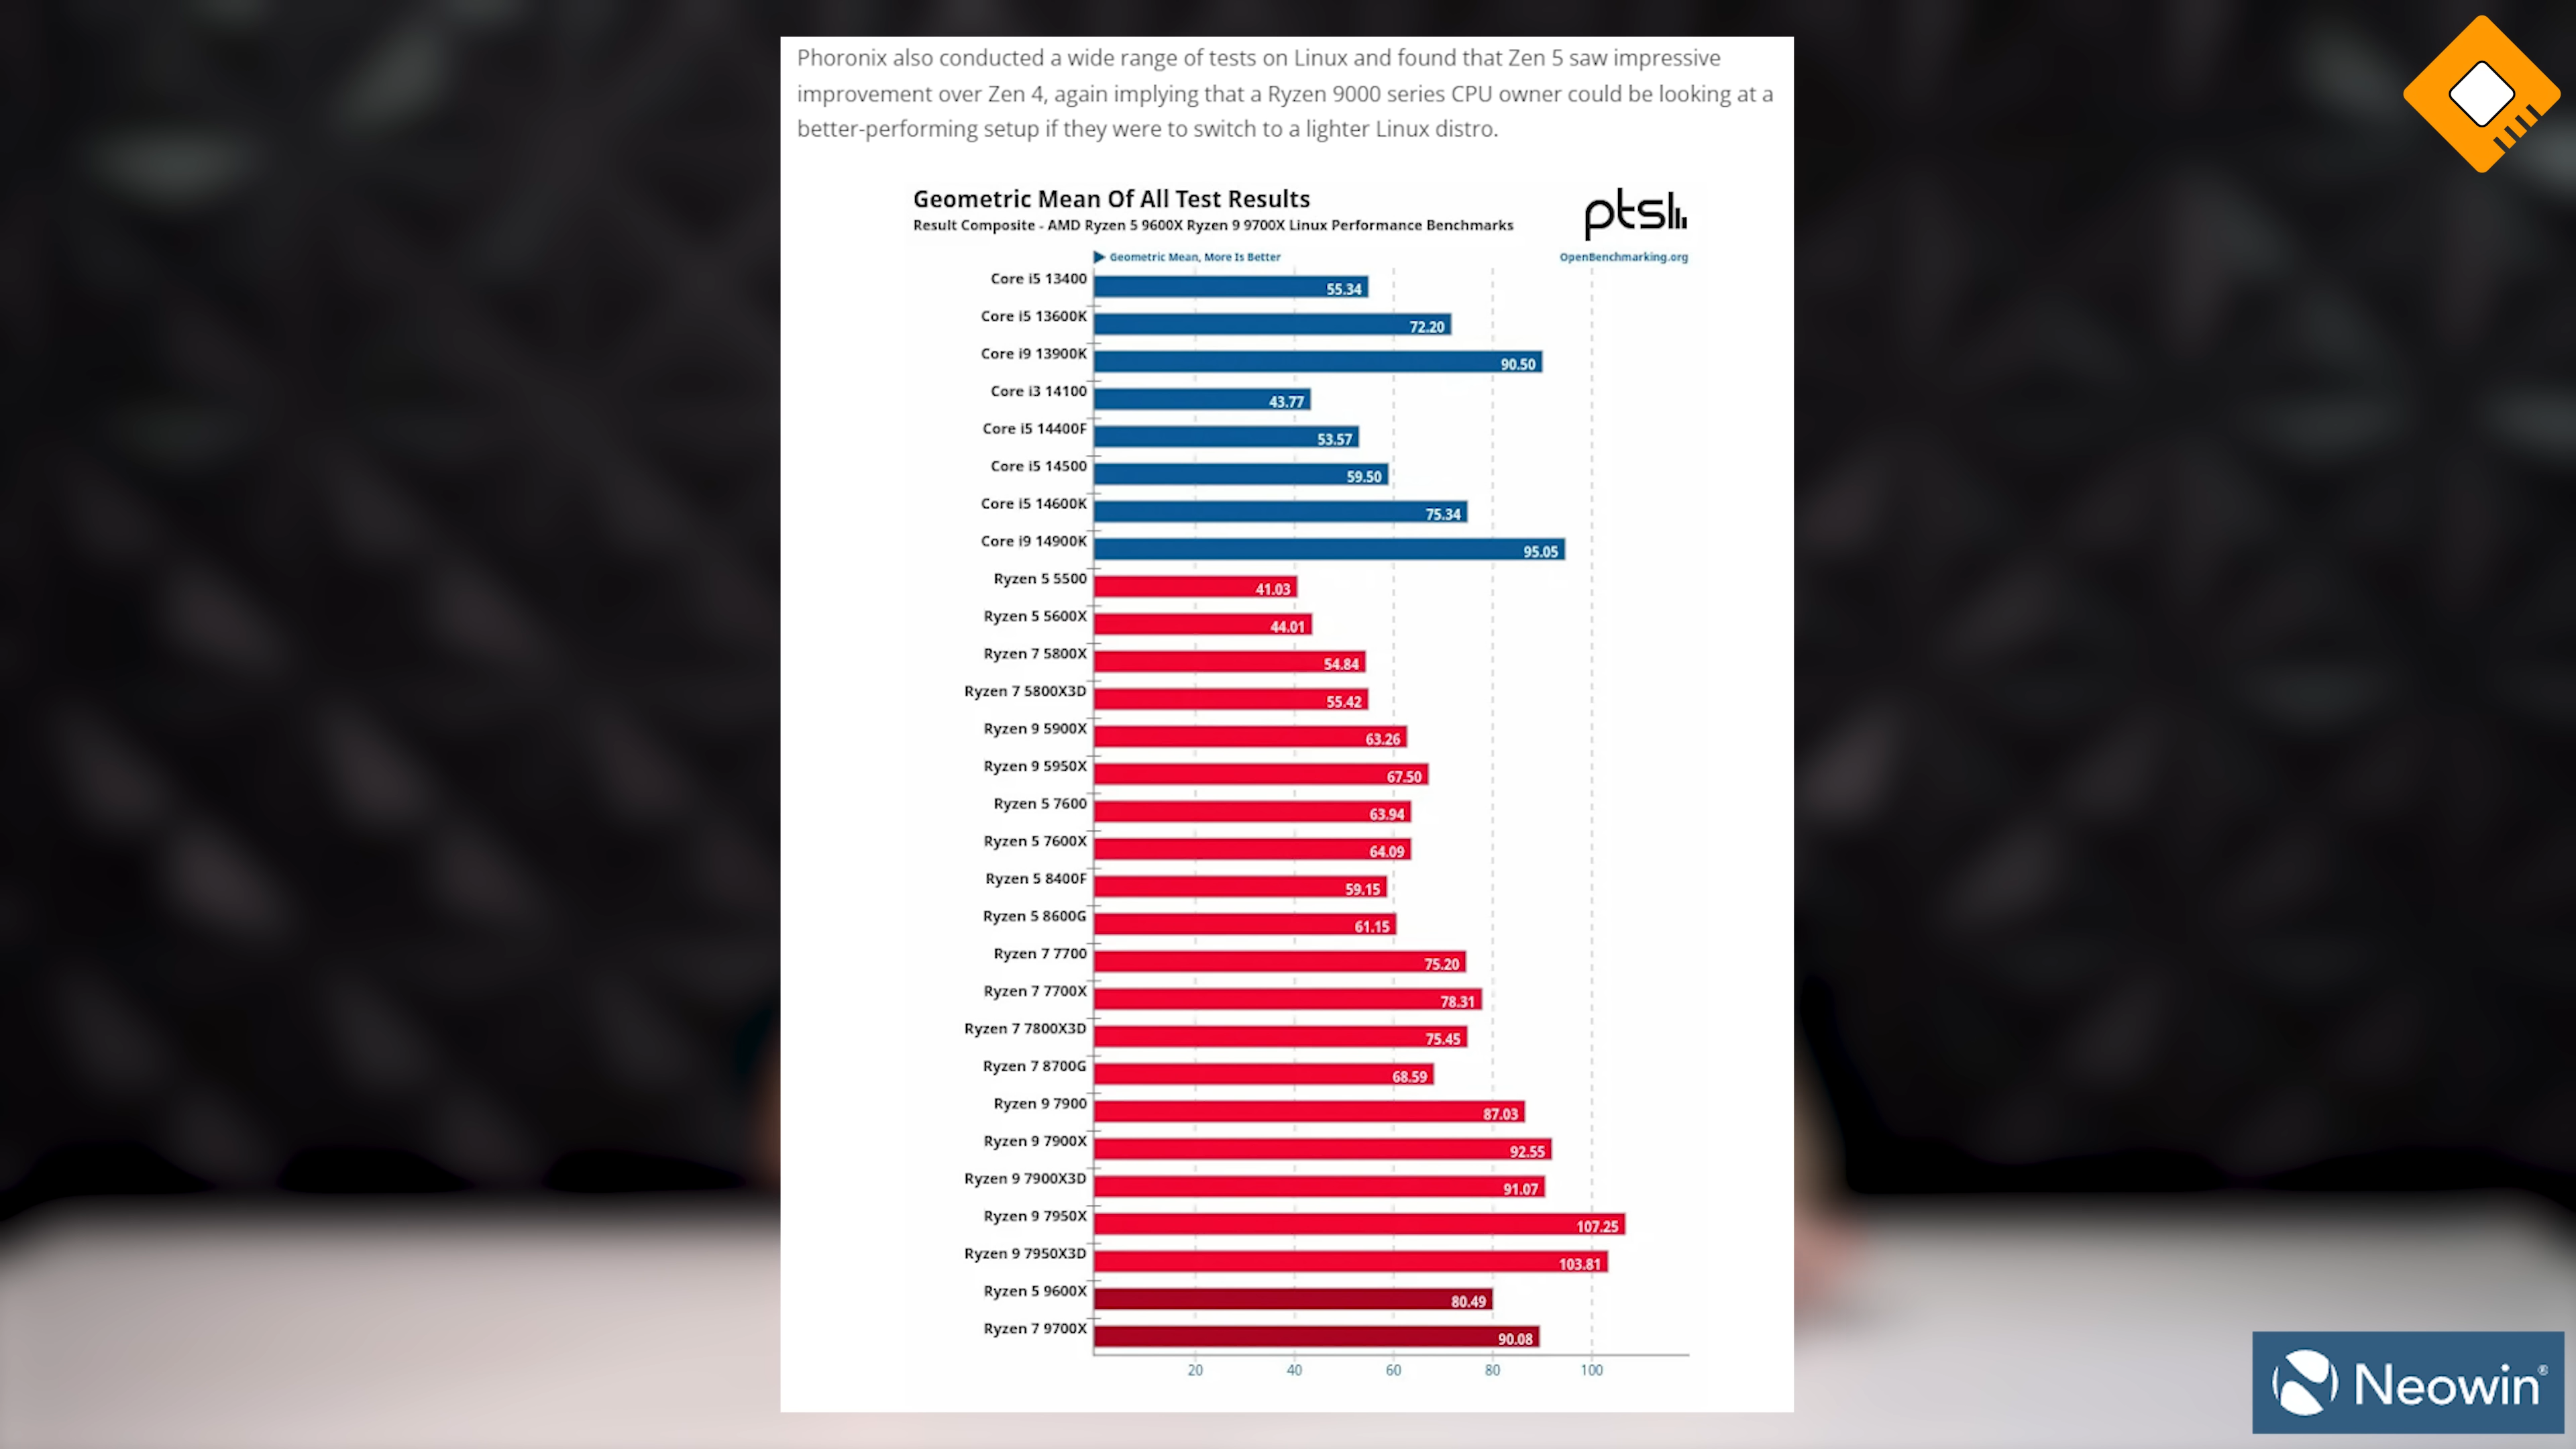 Phoronix also conducted a wide range of tests on Linux and found that Zen 5 saw impressive
improvement over Zen 4, again implying that a Ryzen 9000 series CPU owner could be looking at a
better-performing setup if they were to switch to a lighter Linux distro.
Geometric Mean Of All Test Results
Result Composite - AMD Ryzen 5 9600X Ryzen 9 9700X Linux Performance Benchmarks
ptsl
Geometric Mean, More Is Better
OpenBenchmarking.org
Core i5 13400 55.34
Core i5 13600K 72.20
Core i9 13900K 90.50
Core i3 14100 43.77
Core i5 14400F 53.57
Core i5 14500 59.50
Core i5 14600K 75.34
Core i9 14900K 95.05
Ryzen 5 5500 41.03
Ryzen 5 5600X 44.01
Ryzen 7 5800X 54.84
Ryzen 7 5800X3D 55.42
Ryzen 9 5900X 63.26
Ryzen 9 5950X 67.50
Ryzen 5 7600 63.94
Ryzen 5 7600X 64.09
Ryzen 5 8400F 59.15
Ryzen 5 8600G 61.15
Ryzen 7 7700 75.20
Ryzen 7 7700X 78.31
Ryzen 7 7800X3D 75.45
Ryzen 7 8700G 68.59
Ryzen 9 7900 87.03
Ryzen 9 7900X 92.55
Ryzen 9 7900X3D 91.07
Ryzen 9 7950X 107.25
Ryzen 9 7950X3D 103.81
Ryzen 5 9600X 80.49
Ryzen 7 9700X 90.08
20 40 60 80 100
Neowin®